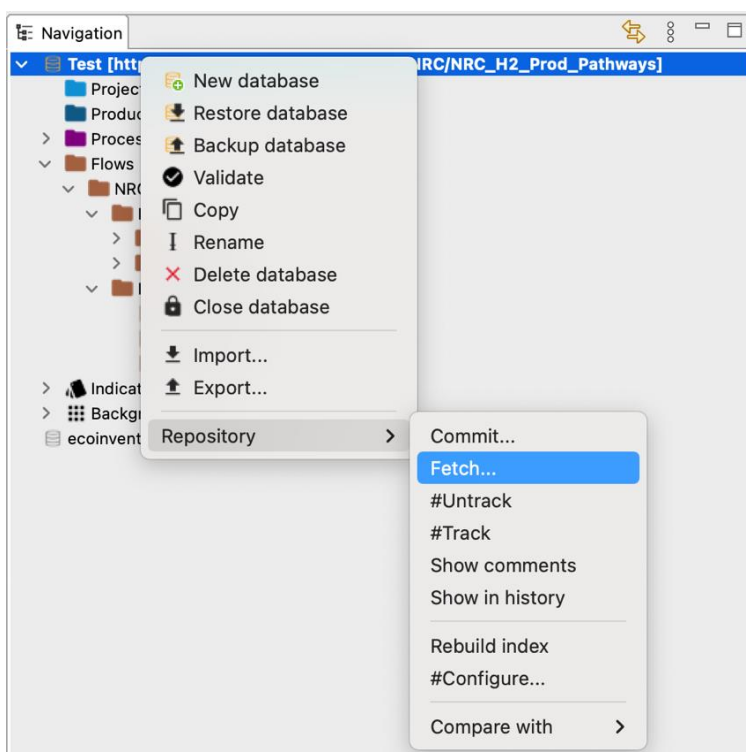 Navigation
Test [http
NRC/NRC_H2_Prod_Pathways]
Projec
Produc
Proces
Flows
NRC
Indicat
Backgr
ecoinvent
New database
Restore database
Backup database
Validate
Copy
Rename
Delete database
Close database
Import...
Export...
Repository
Commit...
Fetch...
#Untrack
#Track
Show comments
Show in history
Rebuild index
#Configure...
Compare with